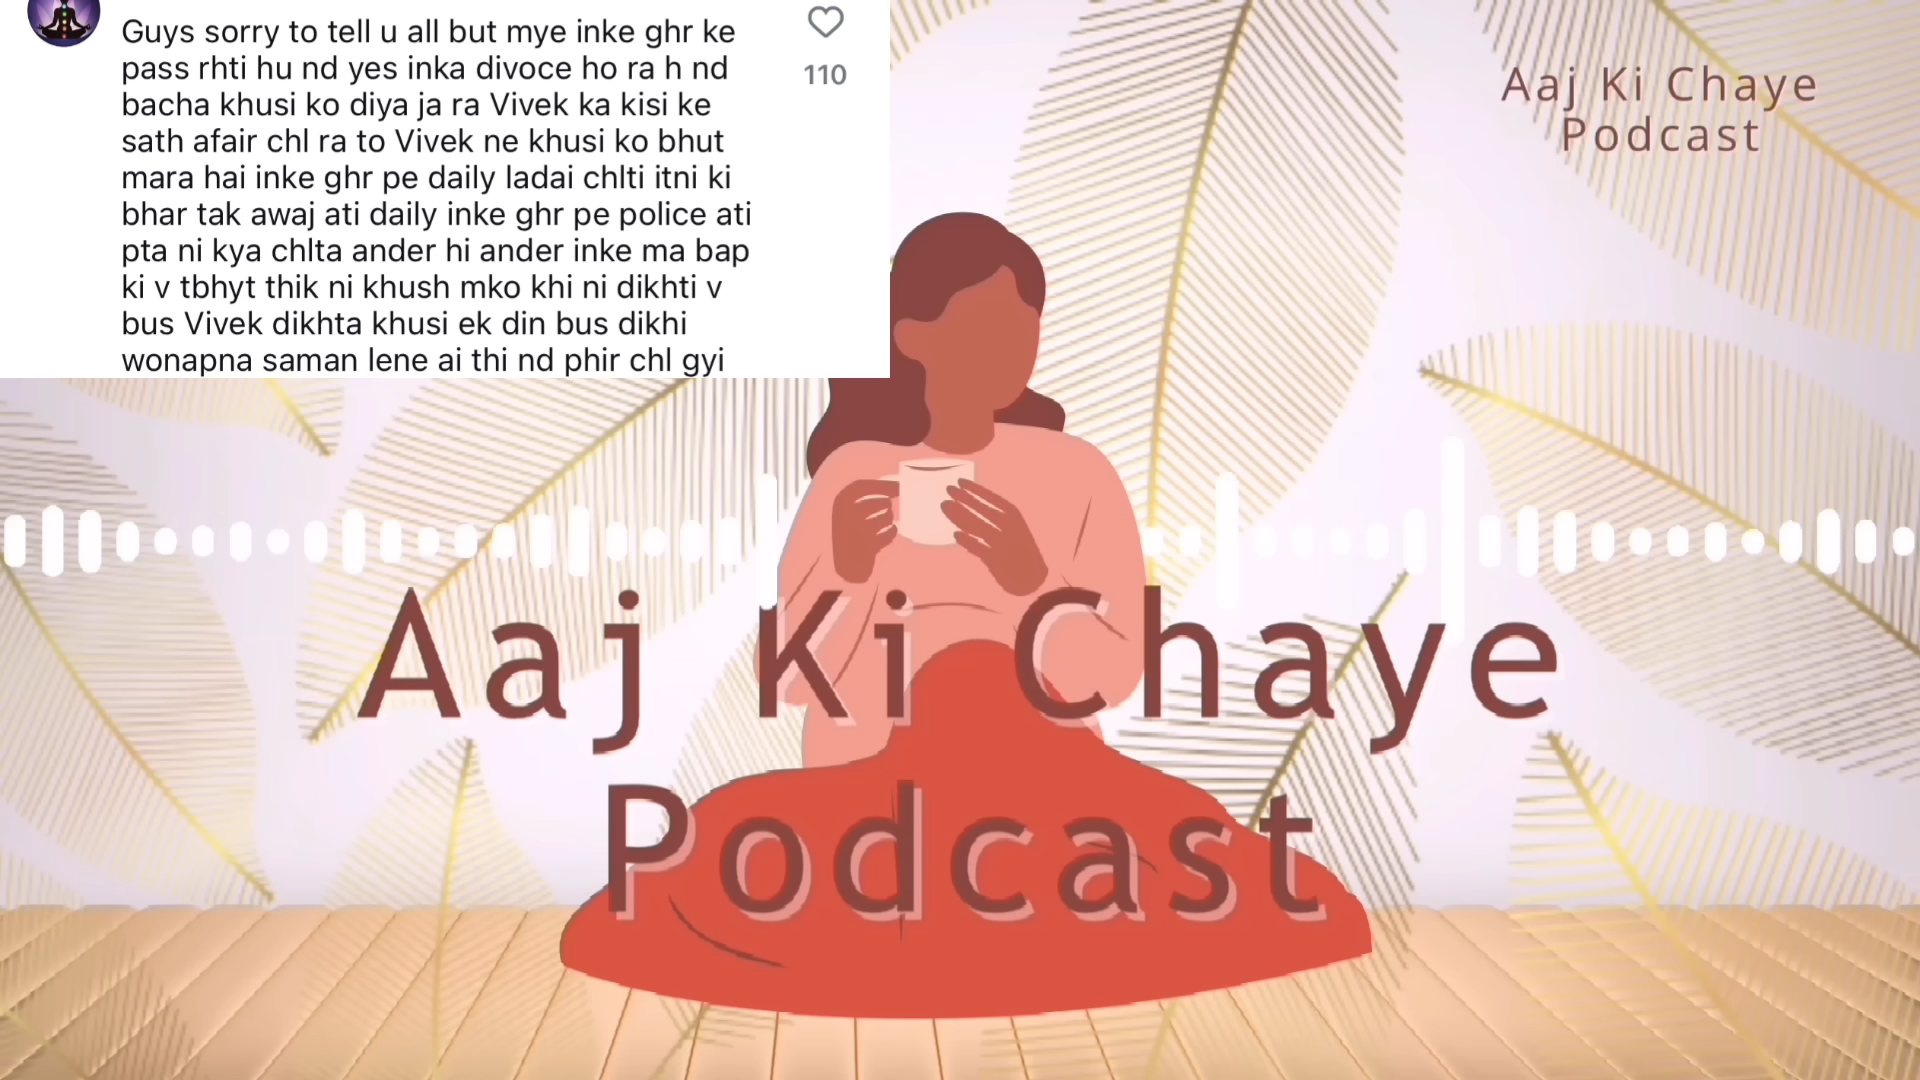 Guys sorry to tell u all but mye inke ghr ke
pass rhti hu nd yes inka divoce ho ra h nd
bacha khusi ko diya ja ra Vivek ka kisi ke
sath afair chl ra to Vivek ne khusi ko bhut
mara hai inke ghr pe daily ladai chlti itni ki
bhar tak awaj ati daily inke ghr pe police ati
pta ni kya chlta ander hi ander inke ma bap
ki v tbhyt thik ni khush mko khi ni dikhti v
bus Vivek dikhta khusi ek din bus dikhi
wonapna saman lene ai thi nd phir chl gyi
110
Aaj Ki Chaye
Podcast
Aaj Ki Chaye
Podcast